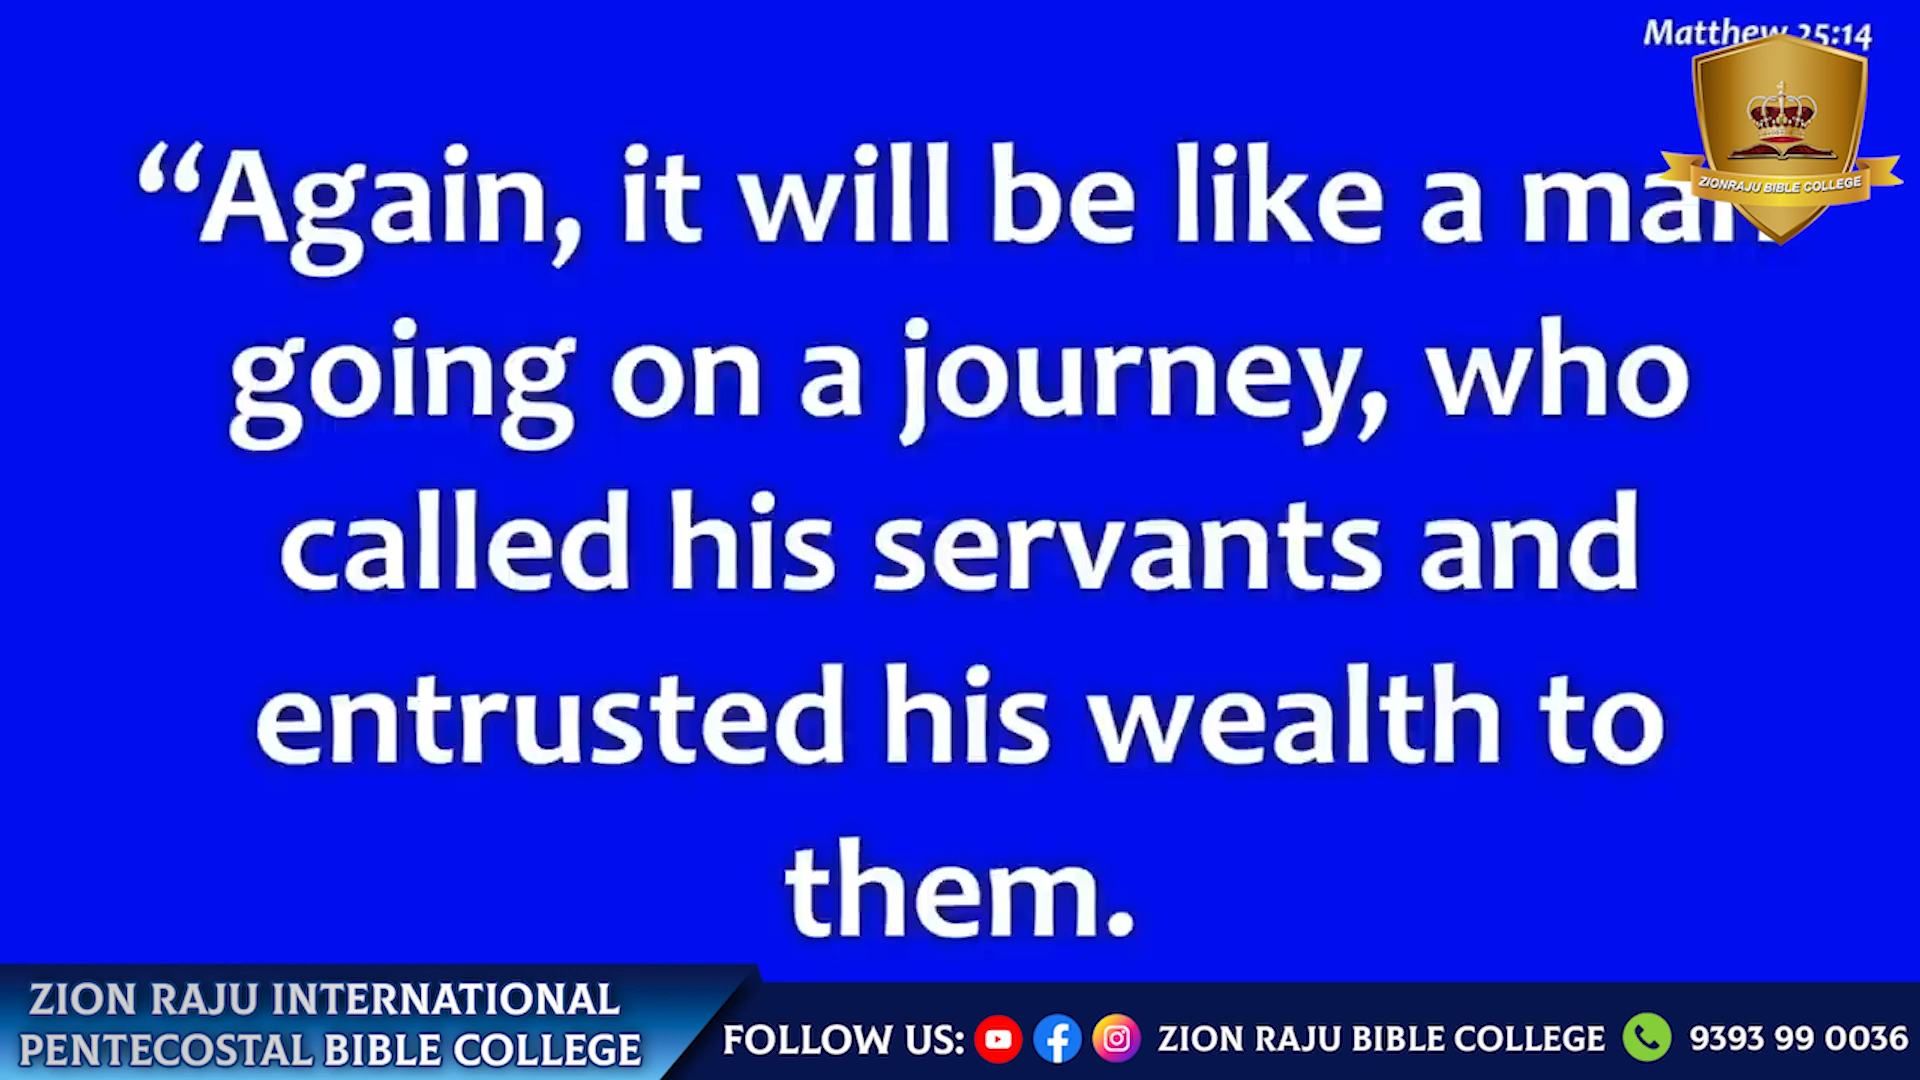 Matthew 25:14
ZIONRAJU BIBLE COLLEGE
“Again, it will be like a man
going on a journey, who
called his servants and
entrusted his wealth to
them.
ZION RAJU INTERNATIONAL
PENTECOSTAL BIBLE COLLEGE
FOLLOW US: ZION RAJU BIBLE COLLEGE 9393 99 0036